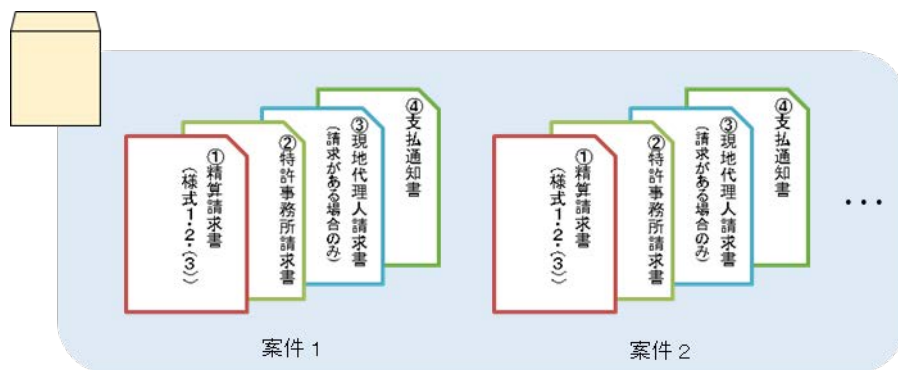 ①精算請求書
(様式1・2・(3))
②特許事務所請求書
③現地代理人請求書
(請求がある場合のみ)
④支払通知書
案件1
①精算請求書
(様式1・2・(3))
②特許事務所請求書
③現地代理人請求書
(請求がある場合のみ)
④支払通知書
案件2
…